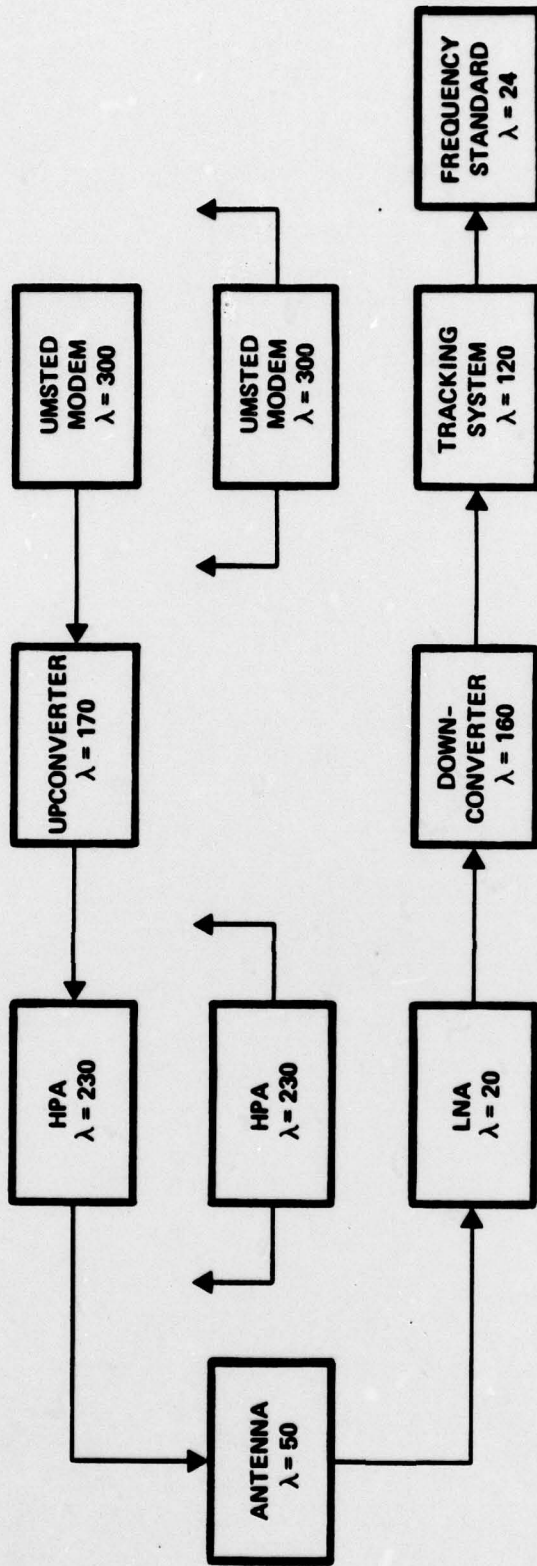 UMSTED
MODEM
λ = 300
UPCONVERTER
λ = 170
HPA
λ = 230
UMSTED
MODEM
λ = 300
HPA
λ = 230
ANTENNA
λ = 50
LNA
λ = 20
DOWN-
CONVERTER
λ = 160
TRACKING
SYSTEM
λ = 120
FREQUENCY
STANDARD
λ = 24